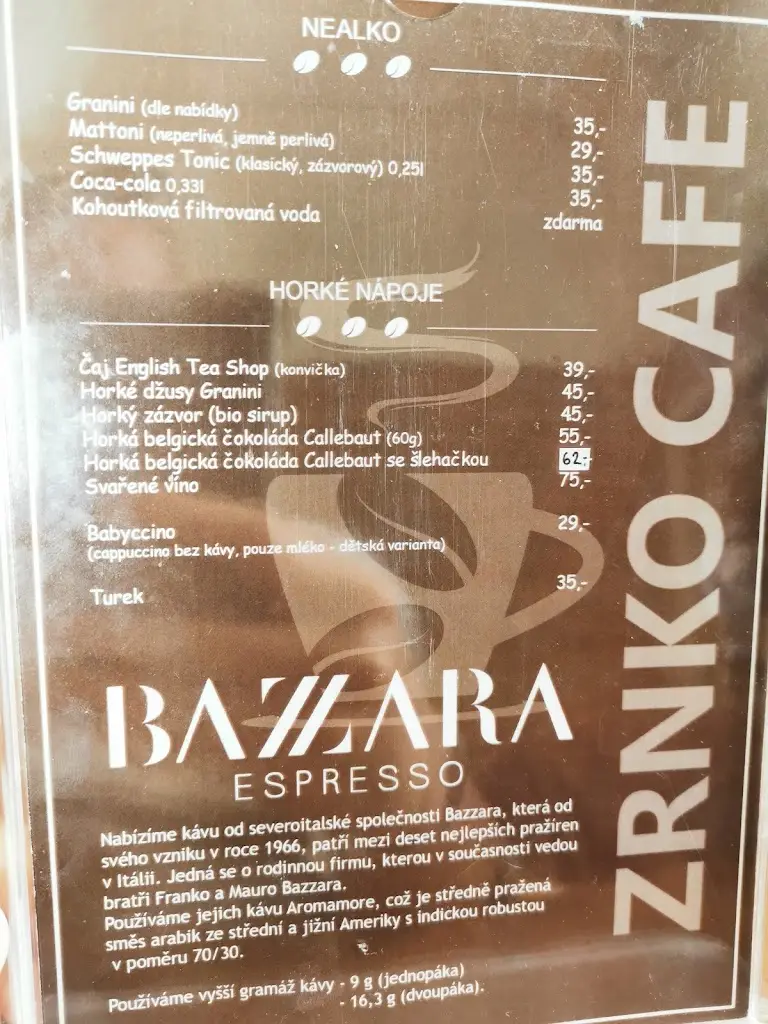 NEALKO
Granini (dle nabídky) 35,-
Mattoni (neperlivá, jemně perlivá) 29,-
Schweppes Tonic (klasický, zázvorový) 0,25l 35,-
Coca-cola 0,33l 35,-
Kohoutková filtrovaná voda zdarma
HORKÉ NÁPOJE
Čaj English Tea Shop (konvička) 39,-
Horké džusy Granini 45,-
Horký zázvor (bio sirup) 45,-
Horká belgická čokoláda Callebaut (60g) 55,-
Horká belgická čokoláda Callebaut se šlehačkou 62,-
Svařené víno 75,-
Babyccino 29,-
(cappuccino bez kávy, pouze mléko - dětská varianta)
Turek 35,-
BAZZARA
ESPRESSO
Nabízíme kávu od severoitalské společnosti Bazzara, která od
svého vzniku v roce 1966, patří mezi deset nejlepších pražíren
v Itálii. Jedná se o rodinnou firmu, kterou v současnosti vedou
bratři Franko a Mauro Bazzara.
Používáme jejich kávu Aromamore, což je středně pražená
směs arabik ze střední a jižní Ameriky s indickou robustou
v poměru 70/30.
Používáme vyšší gramáž kávy - 9 g (jednopáka)
- 16,3 g (dvoupáka).
ZRNKO CAFE